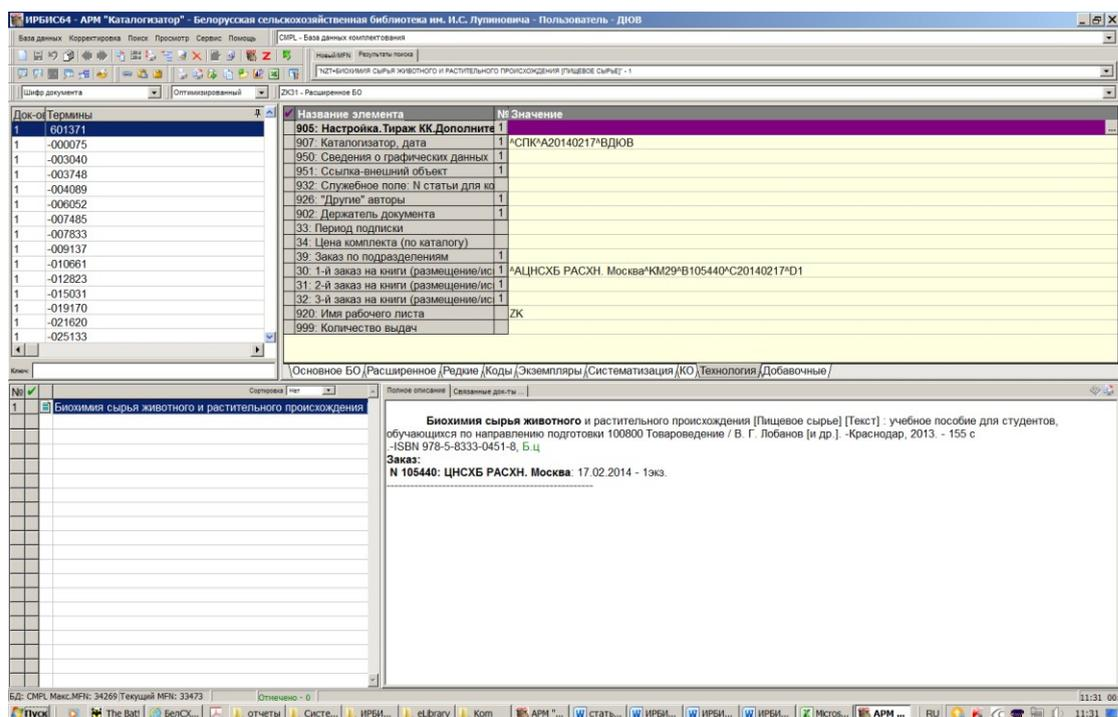 ИРБИС64 - АРМ "Каталогизатор" - Белорусская сельскохозяйственная библиотека им. И.С. Лупиновича - Пользователь - ДЮВ
База данных Корректировка Поиск Просмотр Сервис Помощь
CMPL - База данных комплектования
Новый MFN Результаты поиска
"NZT=БИОХИМИЯ СЫРЬЯ ЖИВОТНОГО И РАСТИТЕЛЬНОГО ПРОИСХОЖДЕНИЯ [ПИЩЕВОЕ СЫРЬЕ]" - 1
Шифр документа Оптимизированный ZK31 - Расширенное БО
Док-ов Термины
1 601371
1 -000075
1 -003040
1 -003748
1 -004089
1 -006052
1 -007485
1 -007833
1 -009137
1 -010661
1 -012823
1 -015031
1 -019170
1 -021620
1 -025133
Ключ:
Название элемента № Значение
905: Настройка.Тираж КК.Дополните 1
907: Каталогизатор, дата 1 ^CПК^A20140217^BДЮВ
950: Сведения о графических данных 1
951: Ссылка-внешний объект 1
932: Служебное поле: N статьи для ко
926: "Другие" авторы 1
902: Держатель документа 1
33: Период подписки
34: Цена комплекта (по каталогу)
39: Заказ по подразделениям 1
30: 1-й заказ на книги (размещение/ис 1 ^AЦНСХБ РАСХН. Москва^KM29^B105440^C20140217^D1
31: 2-й заказ на книги (размещение/ис 1
32: 3-й заказ на книги (размещение/ис 1
920: Имя рабочего листа ZK
999: Количество выдач
Основное БО Расширенное Редкие Коды Экземпляры Систематизация КО Технология Добавочные
№ Сортировка Нет
1 Биохимия сырья животного и растительного происхождения
Полное описание Связанные док-ты ...
Биохимия сырья животного и растительного происхождения [Пищевое сырье] [Текст] : учебное пособие для студентов,
обучающихся по направлению подготовки 100800 Товароведение / В. Г. Лобанов [и др.]. -Краснодар, 2013. - 155 с
.-ISBN 978-5-8333-0451-8, Б.ц
Заказ:
N 105440: ЦНСХБ РАСХН. Москва: 17.02.2014 - 1экз.
-----------------------------------------------------
БД: CMPL Макс.MFN: 34269 Текущий MFN: 33473 Отмечено - 0 11:31
Пуск The Bat! БелСХ... отчеты Систе... ИРБИ... eLibrary Kom АРМ "... стать... ИРБИ... ИРБИ... ИРБИ... Micros... АРМ ... RU 11:31